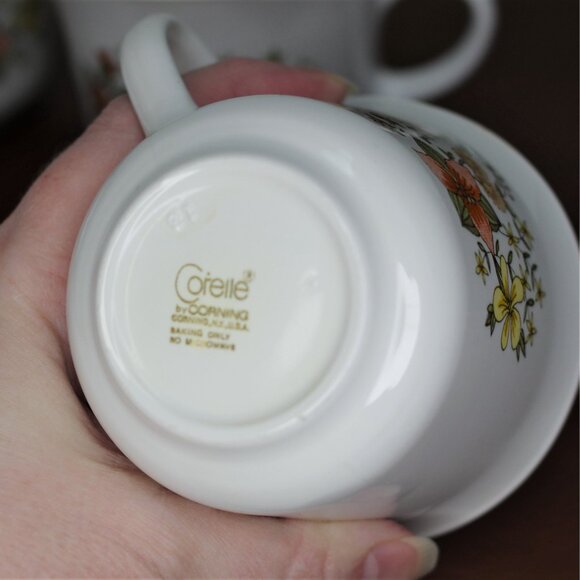 Corelle®
by CORNING
CORNING, N.Y. U.S.A.
BAKING ONLY
NO MICROWAVE